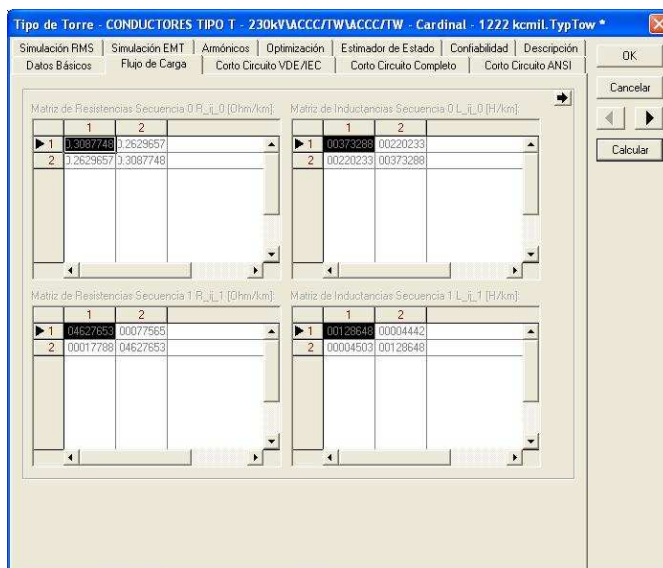 Tipo de Torre - CONDUCTORES TIPO T - 230kV\ACCC/TW\ACCC/TW - Cardinal - 1222 kcmil.TypTow *
Simulación RMS Simulación EMT Armónicos Optimización Estimador de Estado Confiabilidad Descripción
Datos Básicos Flujo de Carga Corto Circuito VDE/IEC Corto Circuito Completo Corto Circuito ANSI
OK
Cancelar
Calcular
Matriz de Resistencias Secuencia 0 R_ij_0 [Ohm/km]: Matriz de Inductancias Secuencia 0 L_ij_0 [H/km]:
1 2 1 2
1 0.3087748 0.2629657 1 00373288 00220233
2 0.2629657 0.3087748 2 00220233 00373288
Matriz de Resistencias Secuencia 1 R_ij_1 [Ohm/km]: Matriz de Inductancias Secuencia 1 L_ij_1 [H/km]:
1 2 1 2
1 04627653 00077565 1 00128648 00004442
2 00017788 04627653 2 00004503 00128648